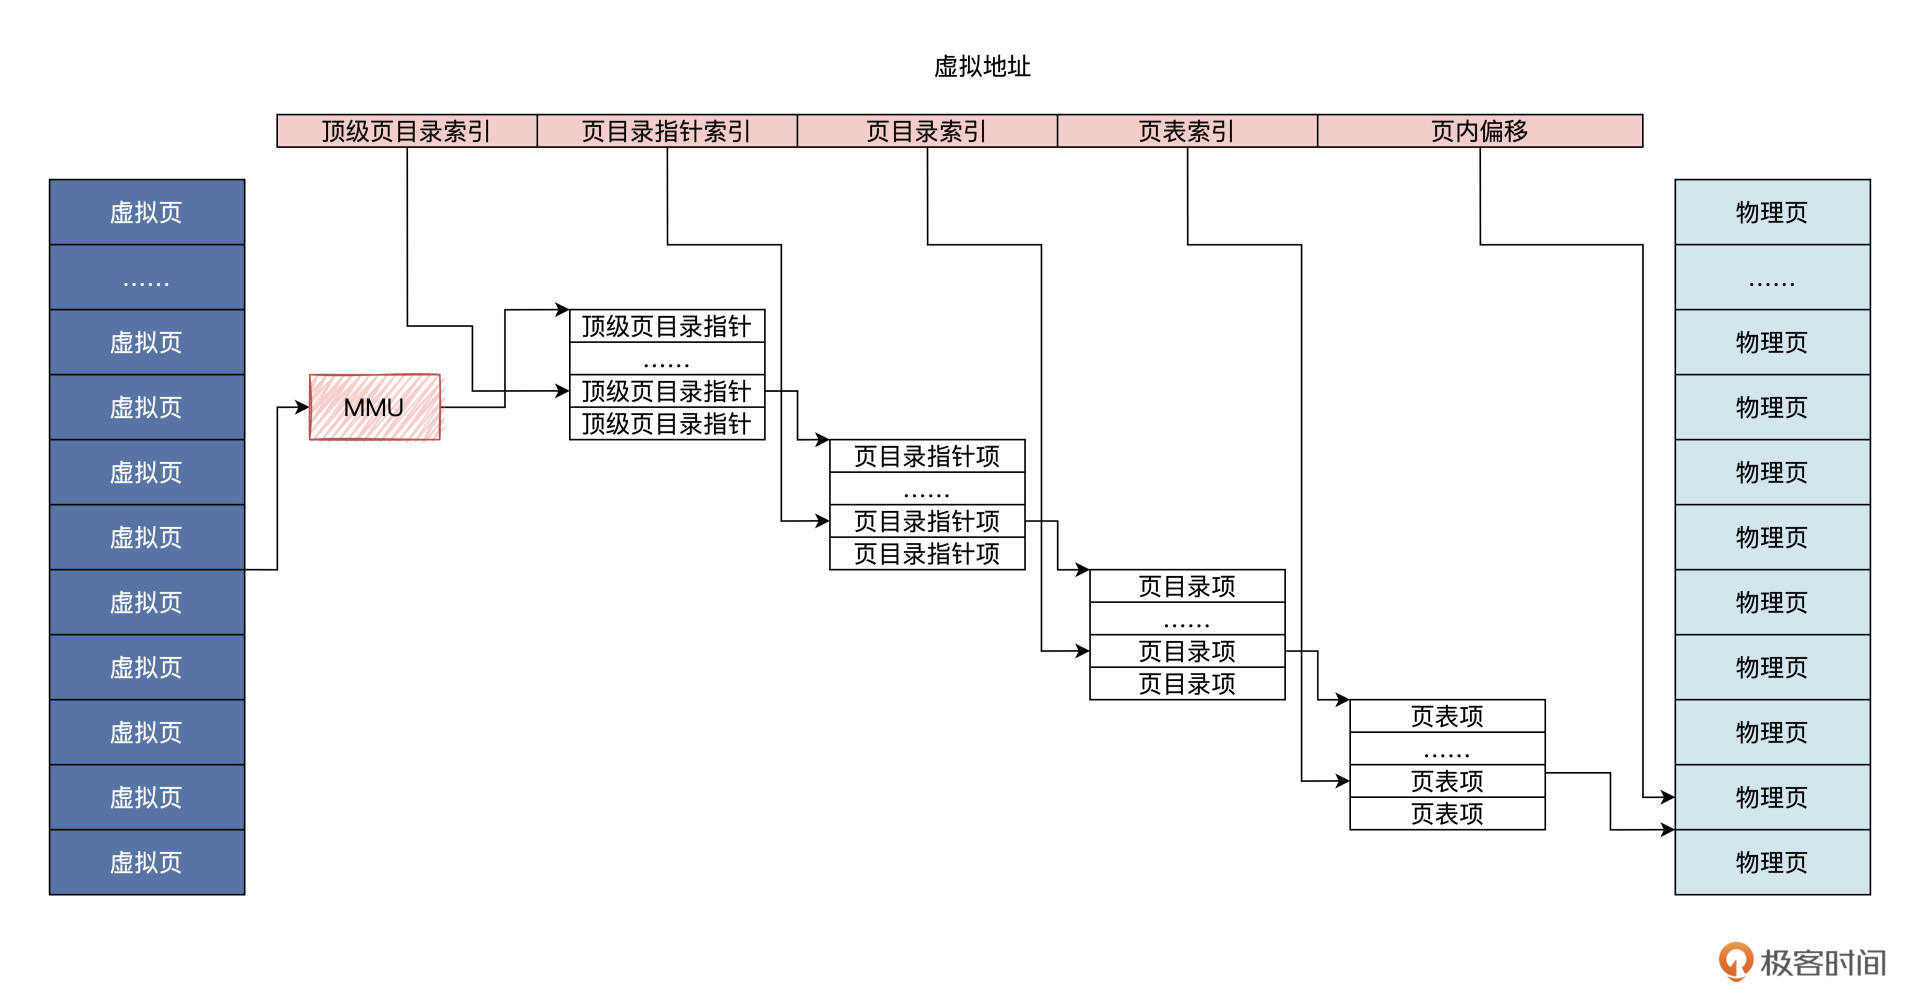 虚拟地址
顶级页目录索引 页目录指针索引 页目录索引 页表索引 页内偏移
虚拟页
……
虚拟页
虚拟页
虚拟页
虚拟页
虚拟页
虚拟页
虚拟页
虚拟页
虚拟页
MMU
顶级页目录指针
……
顶级页目录指针
顶级页目录指针
页目录指针项
……
页目录指针项
页目录指针项
页目录项
……
页目录项
页目录项
页表项
……
页表项
页表项
物理页
……
物理页
物理页
物理页
物理页
物理页
物理页
物理页
物理页
物理页
极客时间